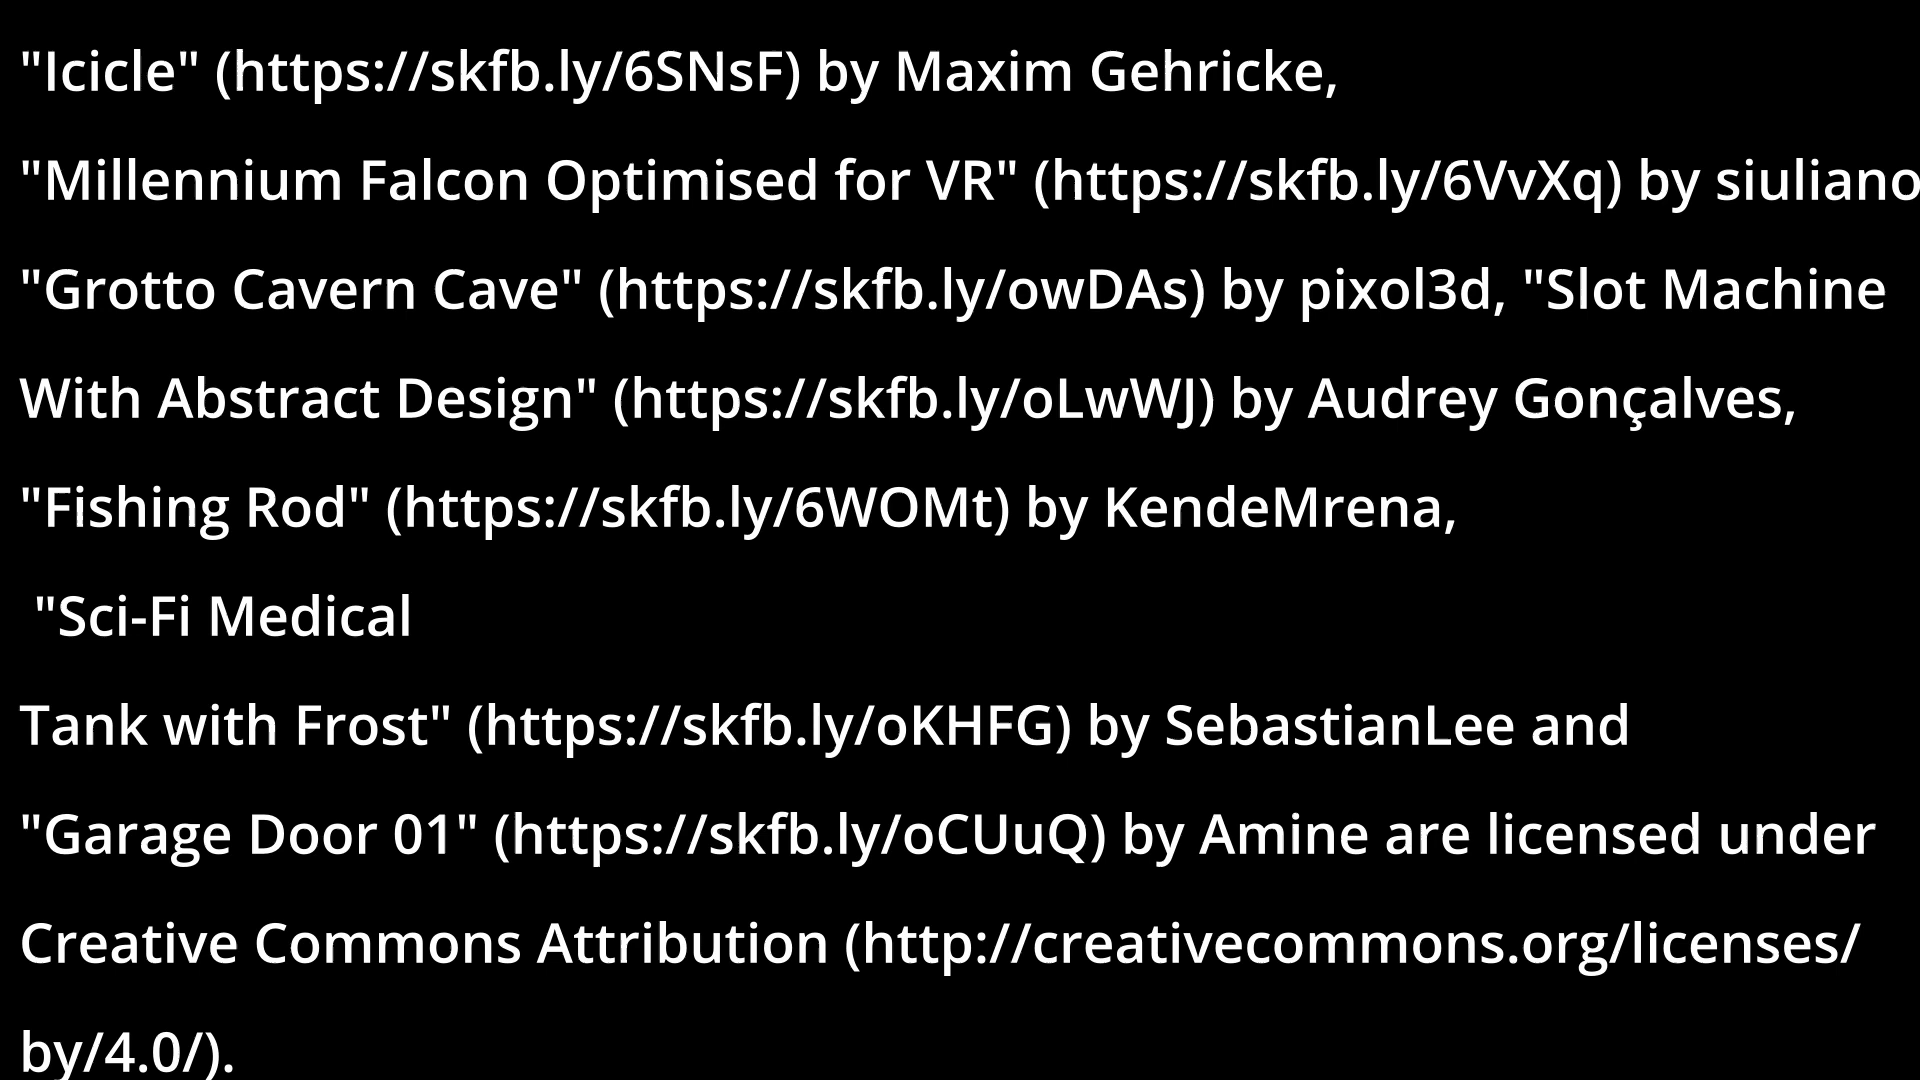 "Icicle" (https://skfb.ly/6SNsF) by Maxim Gehricke,
"Millennium Falcon Optimised for VR" (https://skfb.ly/6VvXq) by siuliano
"Grotto Cavern Cave" (https://skfb.ly/owDAs) by pixol3d, "Slot Machine
With Abstract Design" (https://skfb.ly/oLwWJ) by Audrey Gonçalves,
"Fishing Rod" (https://skfb.ly/6WOMt) by KendeMrena,
"Sci-Fi Medical
Tank with Frost" (https://skfb.ly/oKHFG) by SebastianLee and
"Garage Door 01" (https://skfb.ly/oCUuQ) by Amine are licensed under
Creative Commons Attribution (http://creativecommons.org/licenses/
by/4.0/).